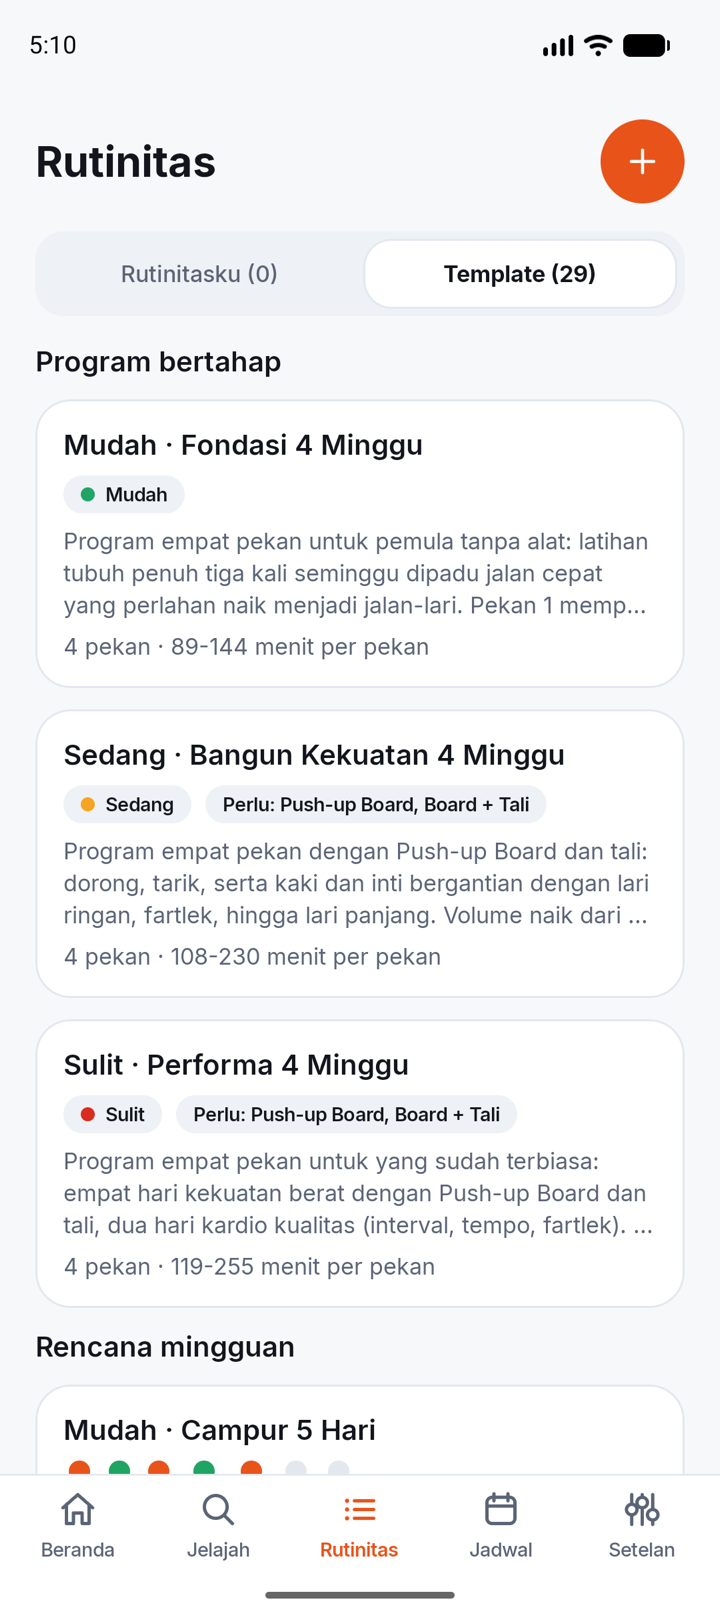 5:10
Rutinitas
Rutinitasku (0)
Template (29)
Program bertahap
Mudah · Fondasi 4 Minggu
Mudah
Program empat pekan untuk pemula tanpa alat: latihan
tubuh penuh tiga kali seminggu dipadu jalan cepat
yang perlahan naik menjadi jalan-lari. Pekan 1 memp...
4 pekan · 89-144 menit per pekan
Sedang · Bangun Kekuatan 4 Minggu
Sedang
Perlu: Push-up Board, Board + Tali
Program empat pekan dengan Push-up Board dan tali:
dorong, tarik, serta kaki dan inti bergantian dengan lari
ringan, fartlek, hingga lari panjang. Volume naik dari ...
4 pekan · 108-230 menit per pekan
Sulit · Performa 4 Minggu
Sulit
Perlu: Push-up Board, Board + Tali
Program empat pekan untuk yang sudah terbiasa:
empat hari kekuatan berat dengan Push-up Board dan
tali, dua hari kardio kualitas (interval, tempo, fartlek). ...
4 pekan · 119-255 menit per pekan
Rencana mingguan
Mudah · Campur 5 Hari
Beranda
Jelajah
Rutinitas
Jadwal
Setelan